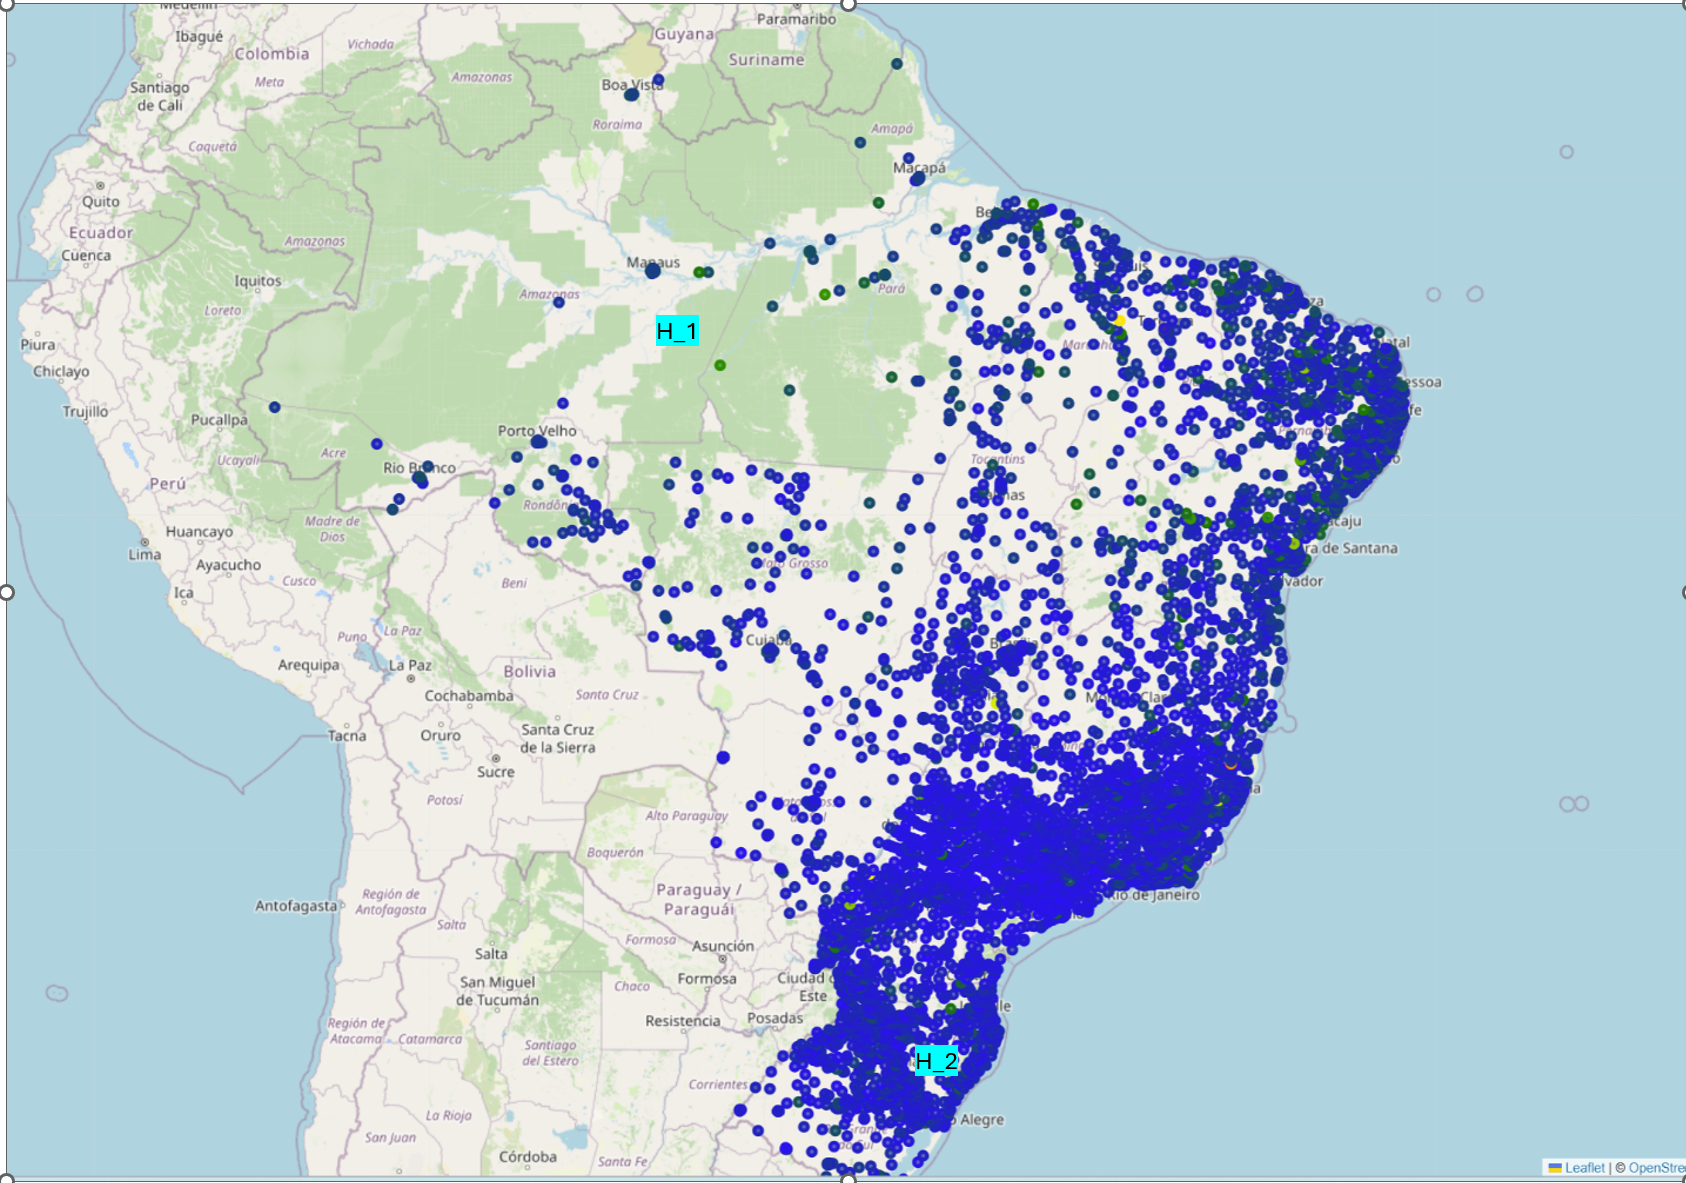 Medellín
Ibagué
Colombia
Vichada
Meta
Santiago
de Cali
Guyana
Paramaribo
Suriname
Amazonas
Boa Vista
Roraima
Amapá
Macapá
Caquetá
Quito
Ecuador
Cuenca
Amazonas
Iquitos
Loreto
Manaus
Amazonas
Pará
H_1
Piura
Chiclayo
Trujillo
Pucallpa
Porto Velho
Acre
Rio Branco
Ucayali
Perú
Madre de
Dios
Rondôni
Tocantins
Huancayo
Lima
Ayacucho
Cusco
Ica
Beni
ra de Santana
Puno
La Paz
Cuiabá
Arequipa
La Paz
Bolivia
Cochabamba
Santa Cruz
Tacna
Oruro
Santa Cruz
de la Sierra
Sucre
Potosí
Alto Paraguay
Boquerón
Paraguay /
Paraguái
Rio de Janeiro
Antofagasta
Región de
Antofagasta
Salta
Formosa
Asunción
Salta
San Miguel
de Tucumán
Formosa
Chaco
Este
Resistencia
Posadas
Región de
Atacama
Catamarca
Santiago
del Estero
H_2
Corrientes
La Rioja
Alegre
San Juan
Córdoba
Santa Fe
Leaflet | © OpenStre